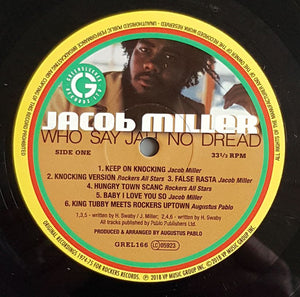 GREENSLEEVES
RECORDS
G
JACOB MILLER
WHO SAY JAH NO DREAD
SIDE ONE
33⅓ RPM
1. KEEP ON KNOCKING Jacob Miller
2. KNOCKING VERSION Rockers All Stars 3. FALSE RASTA Jacob Miller
4. HUNGRY TOWN SCANC Rockers All Stars
5. BABY I LOVE YOU SO Jacob Miller
6. KING TUBBY MEETS ROCKERS UPTOWN Augustus Pablo
1,3,5 - written by H. Swaby / J. Miller; 2,4,6 - written by H. Swaby
All tracks published by Pablo Publishers Ltd.
PRODUCED & ARRANGED BY AUGUSTUS PABLO
GREL166 LC 05923
ORIGINAL RECORDINGS 1974-75 FOR ROCKERS RECORDS. ℗ 2018 VP MUSIC GROUP INC. © 2018 VP MUSIC GROUP, INC.